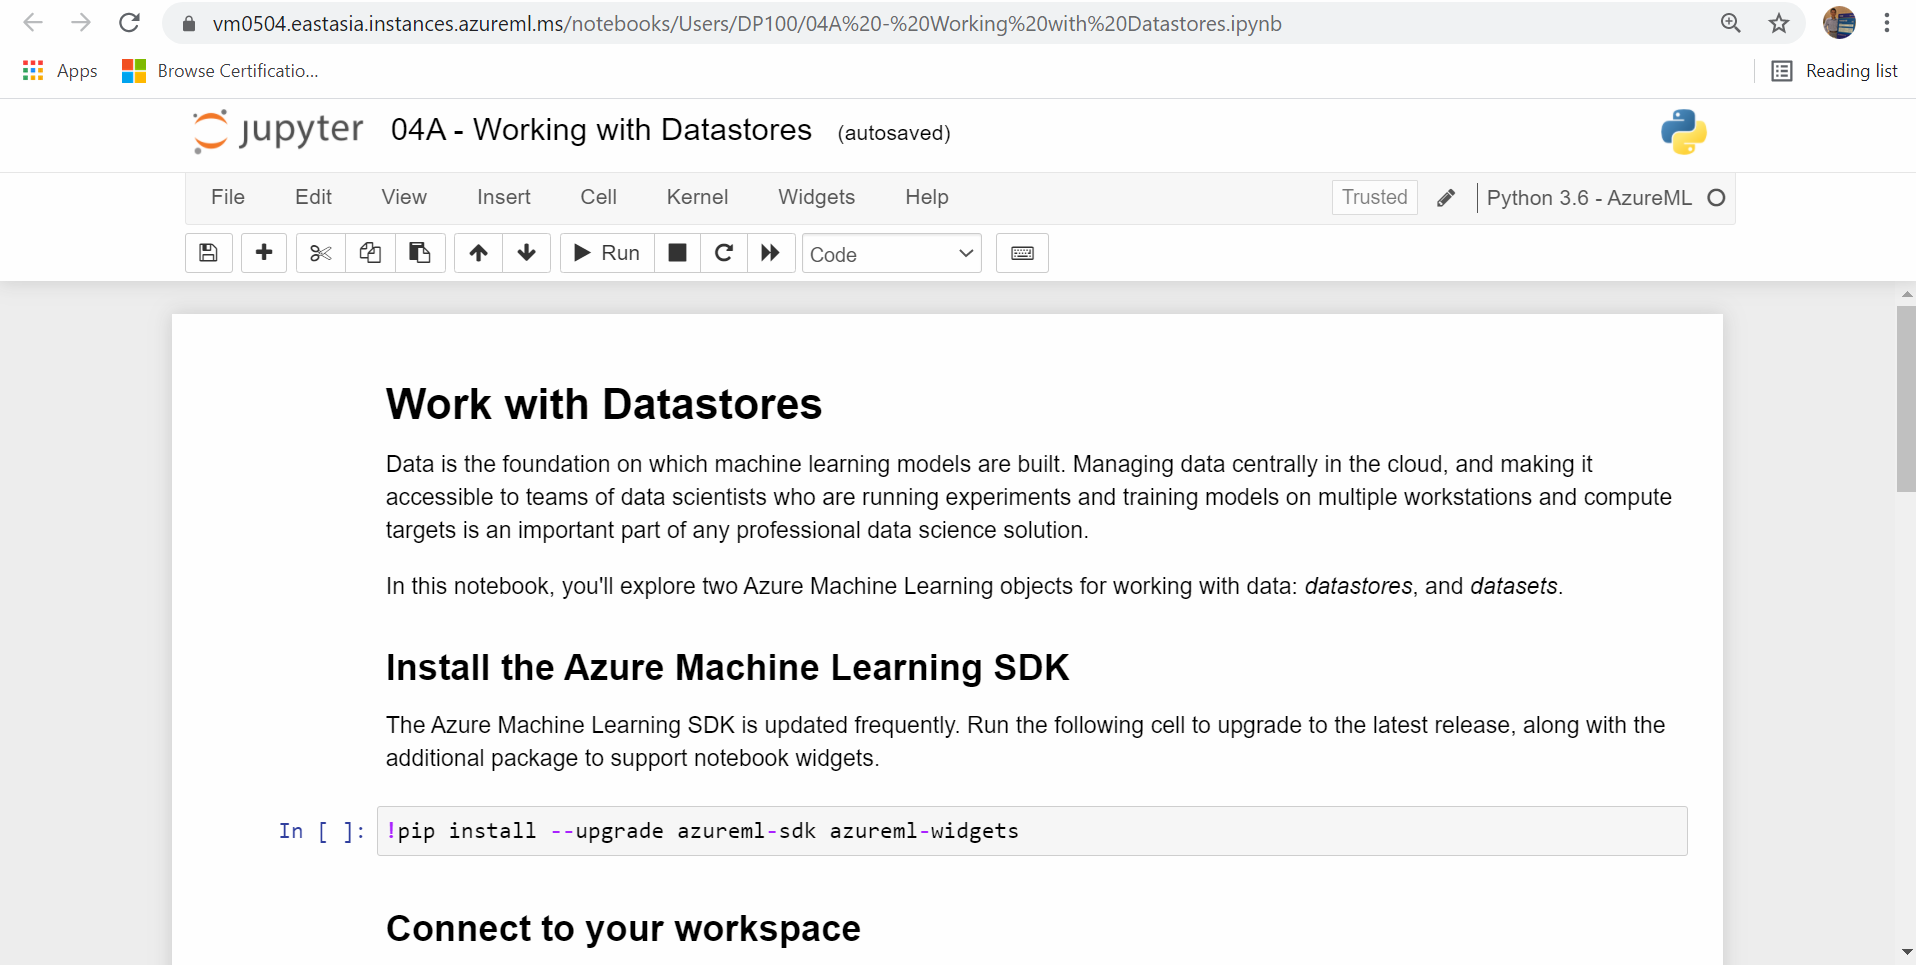 vm0504.eastasia.instances.azureml.ms/notebooks/Users/DP100/04A%20-%20Working%20with%20Datastores.ipynb
Apps Browse Certificatio... Reading list
jupyter 04A - Working with Datastores (autosaved)
File Edit View Insert Cell Kernel Widgets Help Trusted Python 3.6 - AzureML
Run Code
Work with Datastores
Data is the foundation on which machine learning models are built. Managing data centrally in the cloud, and making it
accessible to teams of data scientists who are running experiments and training models on multiple workstations and compute
targets is an important part of any professional data science solution.
In this notebook, you'll explore two Azure Machine Learning objects for working with data: datastores, and datasets.
Install the Azure Machine Learning SDK
The Azure Machine Learning SDK is updated frequently. Run the following cell to upgrade to the latest release, along with the
additional package to support notebook widgets.
In [ ]: !pip install --upgrade azureml-sdk azureml-widgets
Connect to your workspace